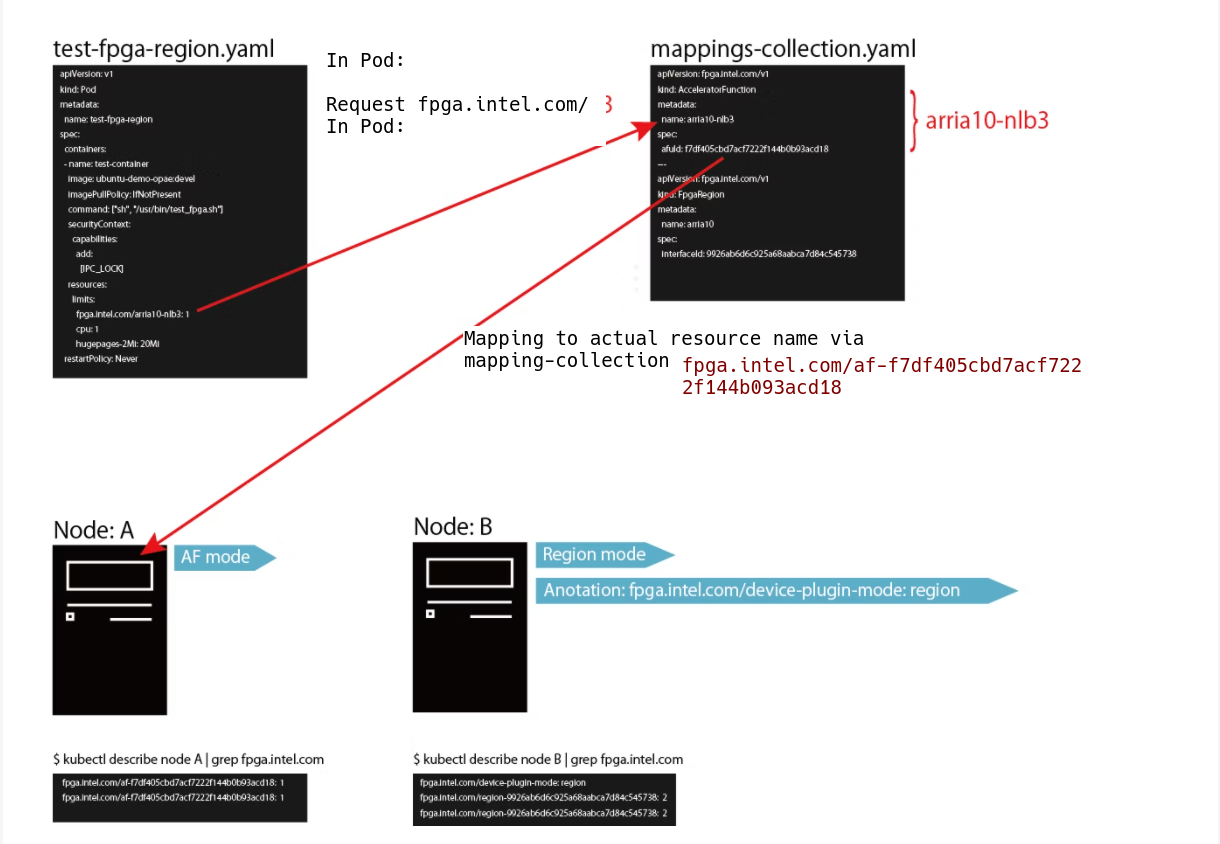 test-fpga-region.yaml
apiVersion: v1
kind: Pod
metadata:
name: test-fpga-region
spec:
containers:
- name: test-container
image: ubuntu-demo-opae:devel
imagePullPolicy: IfNotPresent
command: ["sh", "/usr/bin/test_fpga.sh"]
securityContext:
capabilities:
add:
[IPC_LOCK]
resources:
limits:
fpga.intel.com/arria10-nlb3: 1
cpu: 1
hugepages-2Mi: 20Mi
restartPolicy: Never
In Pod:
Request fpga.intel.com/
In Pod:
mappings-collection.yaml
apiVersion: fpga.intel.com/v1
kind: AcceleratorFunction
metadata:
name: arria10-nlb3
spec:
afuId: f7df405cbd7acf7222f144b0b93acd18
---
apiVersion: fpga.intel.com/v1
kind: FpgaRegion
metadata:
name: arria10
spec:
interfaceId: 9926ab6d6c925a68aabca7d84c545738
arria10-nlb3
Mapping to actual resource name via
mapping-collection
fpga.intel.com/af-f7df405cbd7acf722
2f144b093acd18
Node: A
AF mode
Node: B
Region mode
Anotation: fpga.intel.com/device-plugin-mode: region
$ kubectl describe node A | grep fpga.intel.com
fpga.intel.com/af-f7df405cbd7acf7222f144b0b93acd18: 1
fpga.intel.com/af-f7df405cbd7acf7222f144b0b93acd18: 1
$ kubectl describe node B | grep fpga.intel.com
fpga.intel.com/device-plugin-mode: region
fpga.intel.com/region-9926ab6d6c925a68aabca7d84c545738: 2
fpga.intel.com/region-9926ab6d6c925a68aabca7d84c545738: 2